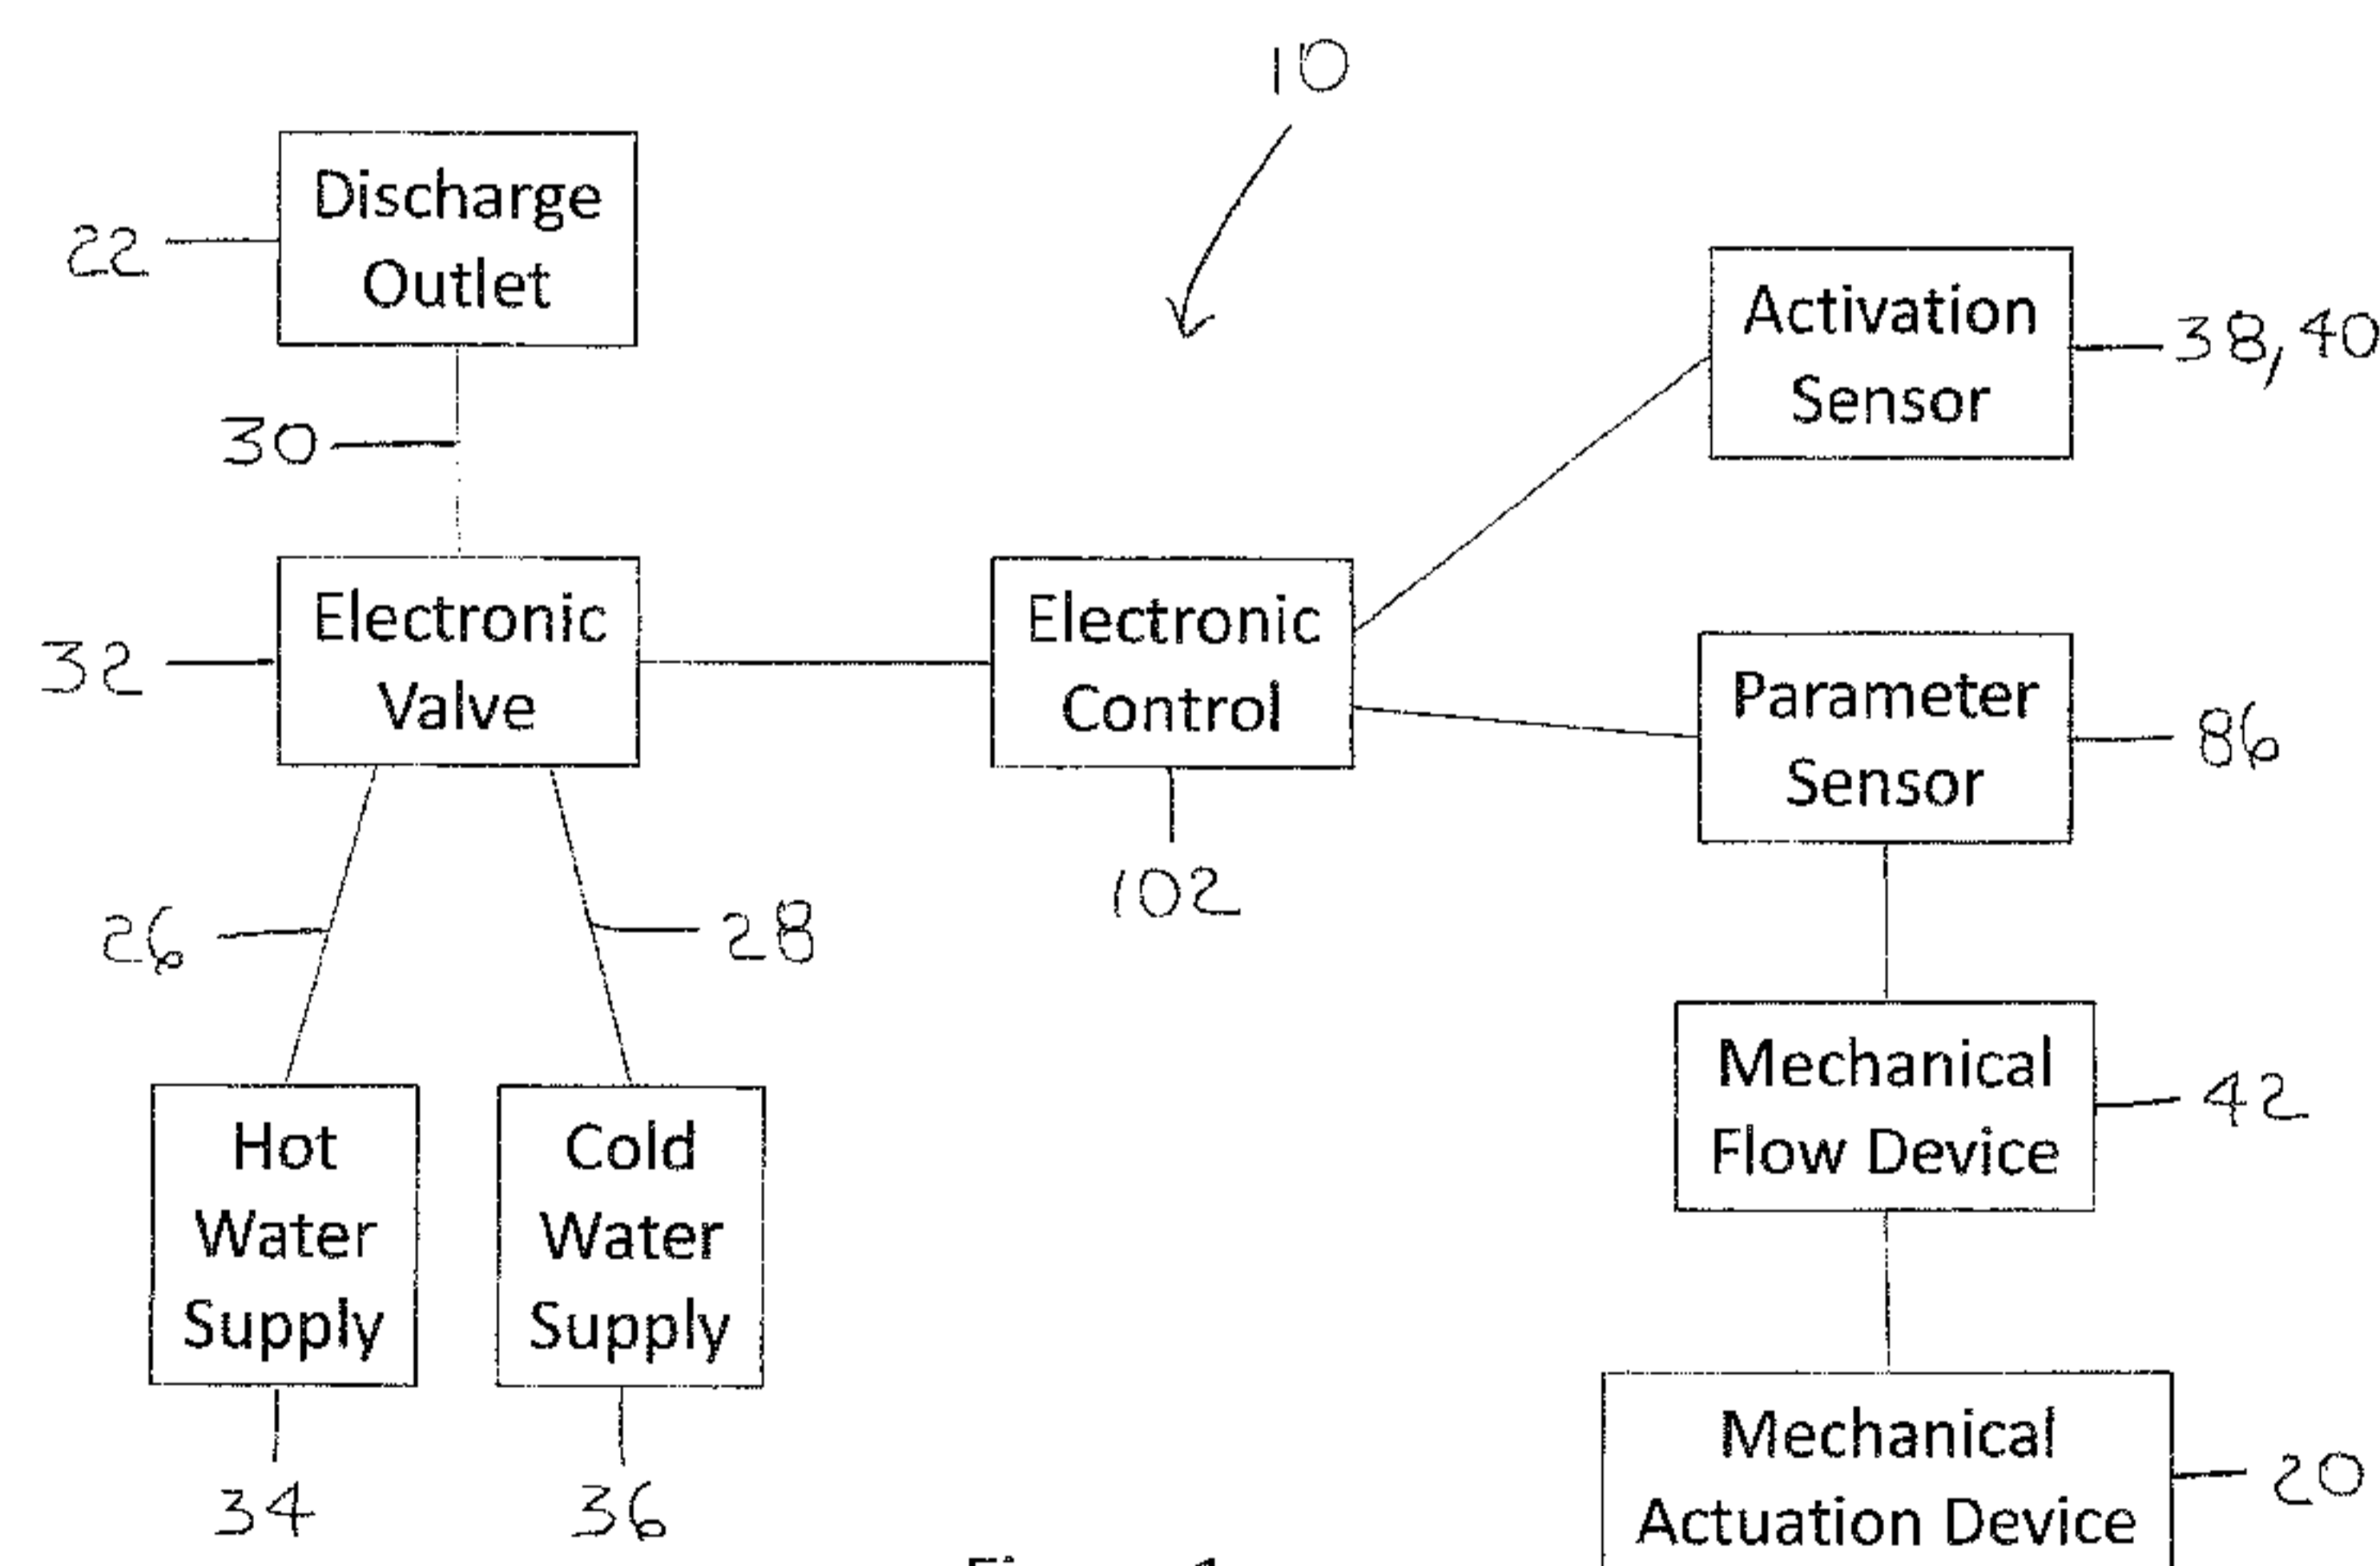 10
Discharge
Outlet
22
Activation
Sensor
38,40
30
Electronic
Valve
32
Electronic
Control
Parameter
Sensor
86
102
26
28
Mechanical
Flow Device
42
Hot
Water
Supply
Cold
Water
Supply
34
36
Mechanical
Actuation Device
20